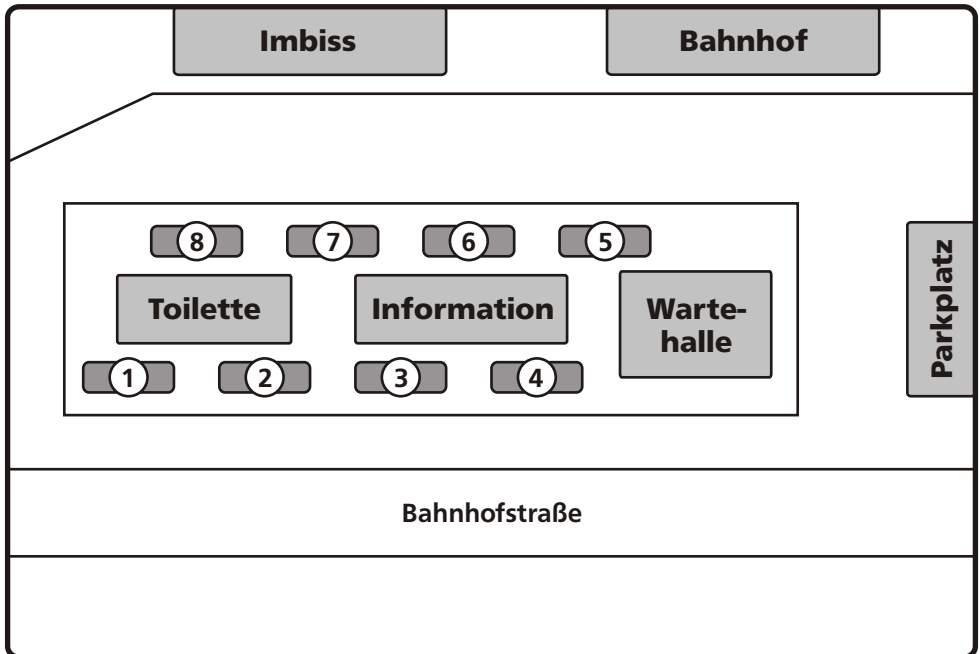 Imbiss
Bahnhof
8
7
6
5
Toilette
Information
Warte-
halle
Parkplatz
1
2
3
4
Bahnhofstraße